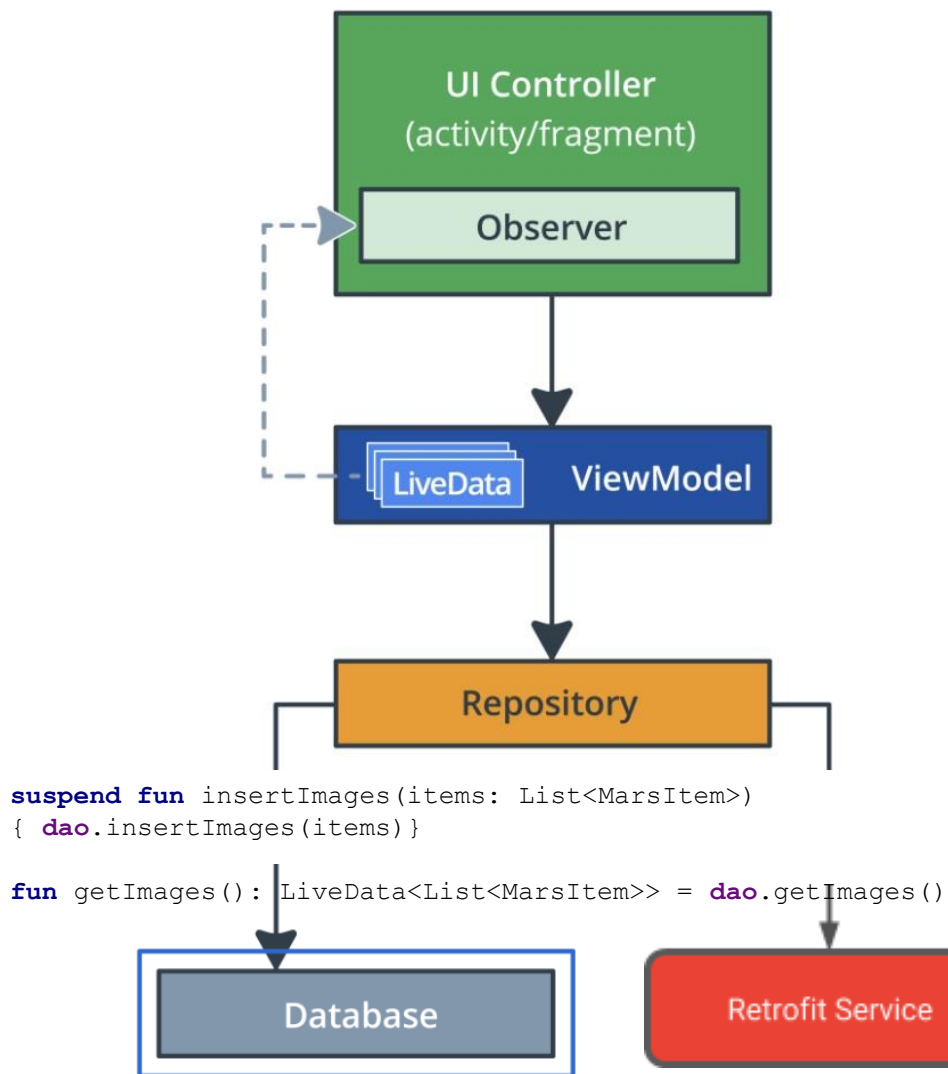 UI Controller
(activity/fragment)
Observer
LiveData
ViewModel
Repository
suspend fun insertImages(items: List<MarsItem>)
{ dao.insertImages(items)}
fun getImages(): LiveData<List<MarsItem>> = dao.getImages()
Database
Retrofit Service